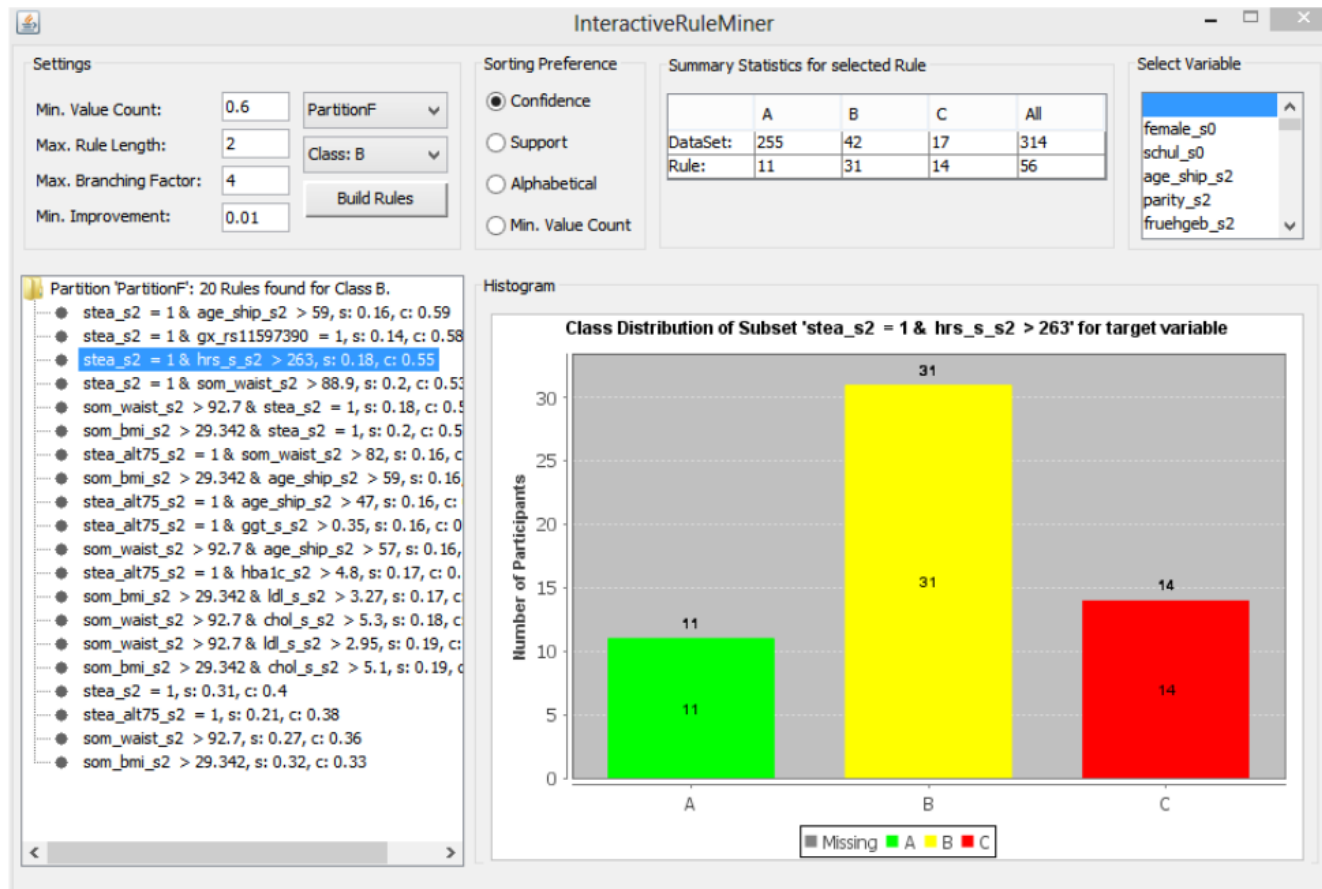 InteractiveRuleMiner
Settings
Min. Value Count: 0.6 PartitionF
Max. Rule Length: 2 Class: B
Max. Branching Factor: 4 Build Rules
Min. Improvement: 0.01
Sorting Preference
Confidence
Support
Alphabetical
Min. Value Count
Summary Statistics for selected Rule
A B C All
DataSet: 255 42 17 314
Rule: 11 31 14 56
Select Variable
female_s0
schul_s0
age_ship_s2
parity_s2
fruehgeb_s2
Partition 'PartitionF': 20 Rules found for Class B.
stea_s2 = 1 & age_ship_s2 > 59, s: 0.16, c: 0.59
stea_s2 = 1 & gx_rs11597390 = 1, s: 0.14, c: 0.58
stea_s2 = 1 & hrs_s_s2 > 263, s: 0.18, c: 0.55
stea_s2 = 1 & som_waist_s2 > 88.9, s: 0.2, c: 0.53
som_waist_s2 > 92.7 & stea_s2 = 1, s: 0.18, c: 0.5
som_bmi_s2 > 29.342 & stea_s2 = 1, s: 0.2, c: 0.5
stea_alt75_s2 = 1 & som_waist_s2 > 82, s: 0.16, c
som_bmi_s2 > 29.342 & age_ship_s2 > 59, s: 0.16,
stea_alt75_s2 = 1 & age_ship_s2 > 47, s: 0.16, c:
stea_alt75_s2 = 1 & ggt_s_s2 > 0.35, s: 0.16, c: 0
som_waist_s2 > 92.7 & age_ship_s2 > 57, s: 0.16,
stea_alt75_s2 = 1 & hba1c_s2 > 4.8, s: 0.17, c: 0.
som_bmi_s2 > 29.342 & ldl_s_s2 > 3.27, s: 0.17, c:
som_waist_s2 > 92.7 & chol_s_s2 > 5.3, s: 0.18, c:
som_waist_s2 > 92.7 & ldl_s_s2 > 2.95, s: 0.19, c:
som_bmi_s2 > 29.342 & chol_s_s2 > 5.1, s: 0.19, c
stea_s2 = 1, s: 0.31, c: 0.4
stea_alt75_s2 = 1, s: 0.21, c: 0.38
som_waist_s2 > 92.7, s: 0.27, c: 0.36
som_bmi_s2 > 29.342, s: 0.32, c: 0.33
Histogram
Class Distribution of Subset 'stea_s2 = 1 & hrs_s_s2 > 263' for target variable
Number of Participants
30
25
20
15
10
5
0
11
11
31
31
14
14
A B C
Missing A B C